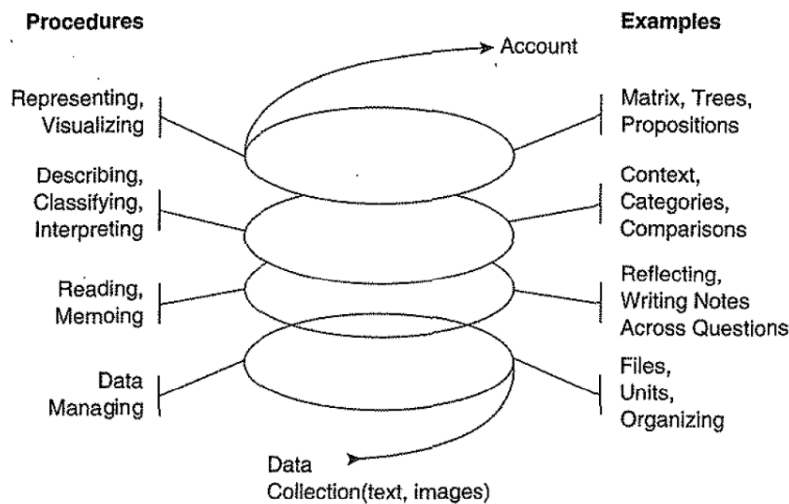 Procedures
Examples
Account
Representing,
Visualizing
Matrix, Trees,
Propositions
Describing,
Classifying,
Interpreting
Context,
Categories,
Comparisons
Reading,
Memoing
Reflecting,
Writing Notes
Across Questions
Data
Managing
Files,
Units,
Organizing
Data
Collection(text, images)